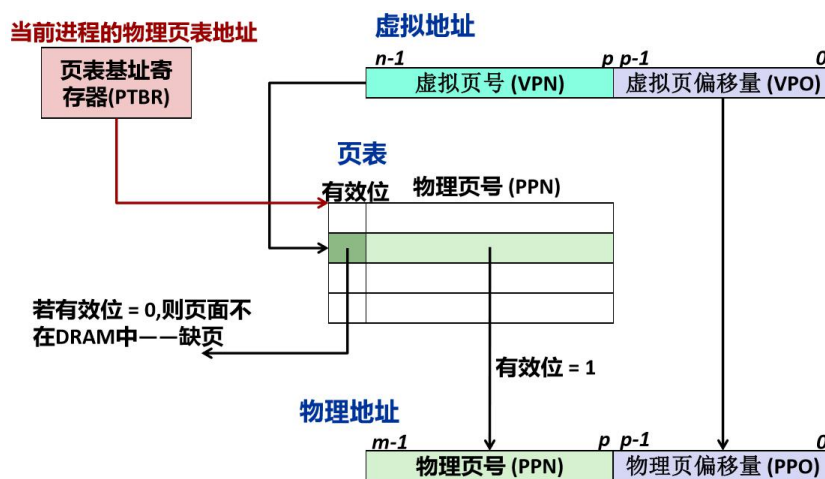 当前进程的物理页表地址
页表基址寄
存器(PTBR)
虚拟地址
n-1
p p-1
0
虚拟页号 (VPN)
虚拟页偏移量 (VPO)
页表
有效位
物理页号 (PPN)
若有效位 = 0,则页面不
在DRAM中——缺页
有效位 = 1
物理地址
m-1
p p-1
0
物理页号 (PPN)
物理页偏移量 (PPO)